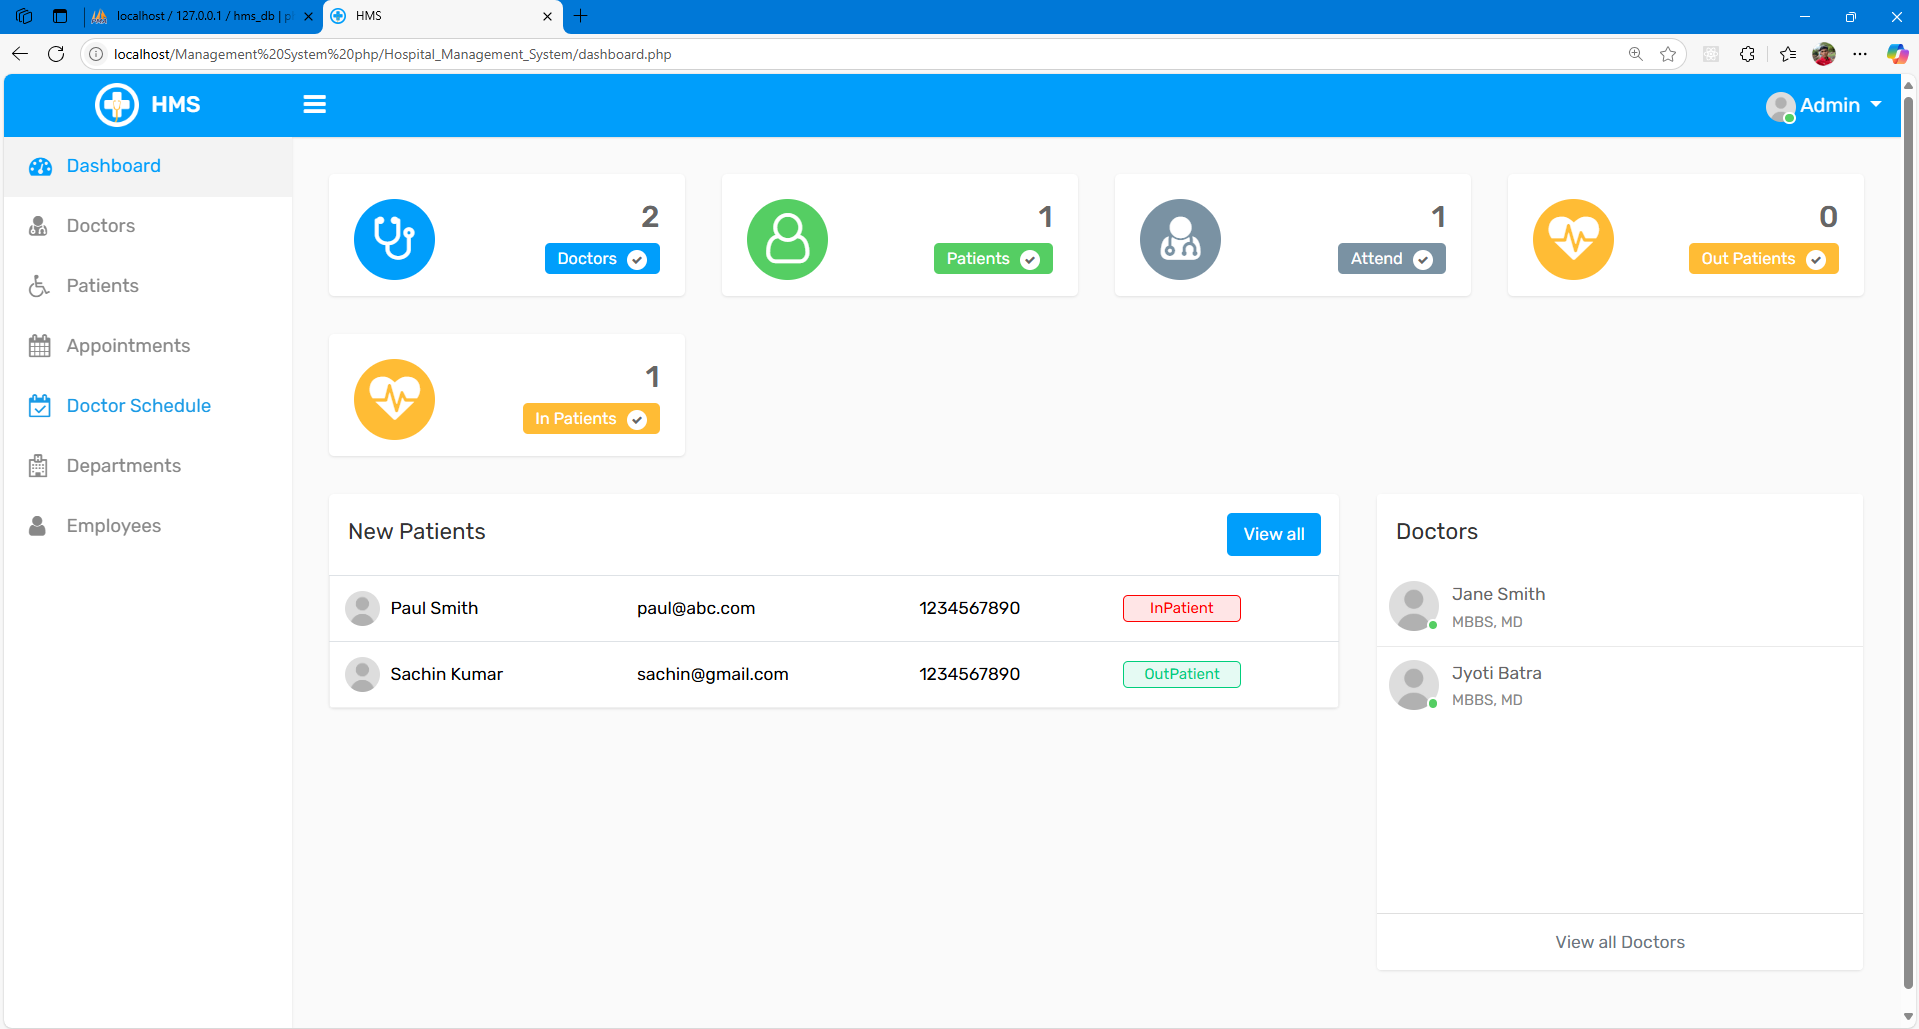 localhost / 127.0.0.1 / hms_db |
HMS
localhost/Management%20System%20php/Hospital_Management_System/dashboard.php
HMS
Admin
Dashboard
Doctors
Patients
Appointments
Doctor Schedule
Departments
Employees
2
Doctors
1
Patients
1
Attend
0
Out Patients
1
In Patients
New Patients
View all
Paul Smith paul@abc.com 1234567890 InPatient
Sachin Kumar sachin@gmail.com 1234567890 OutPatient
Doctors
Jane Smith
MBBS, MD
Jyoti Batra
MBBS, MD
View all Doctors